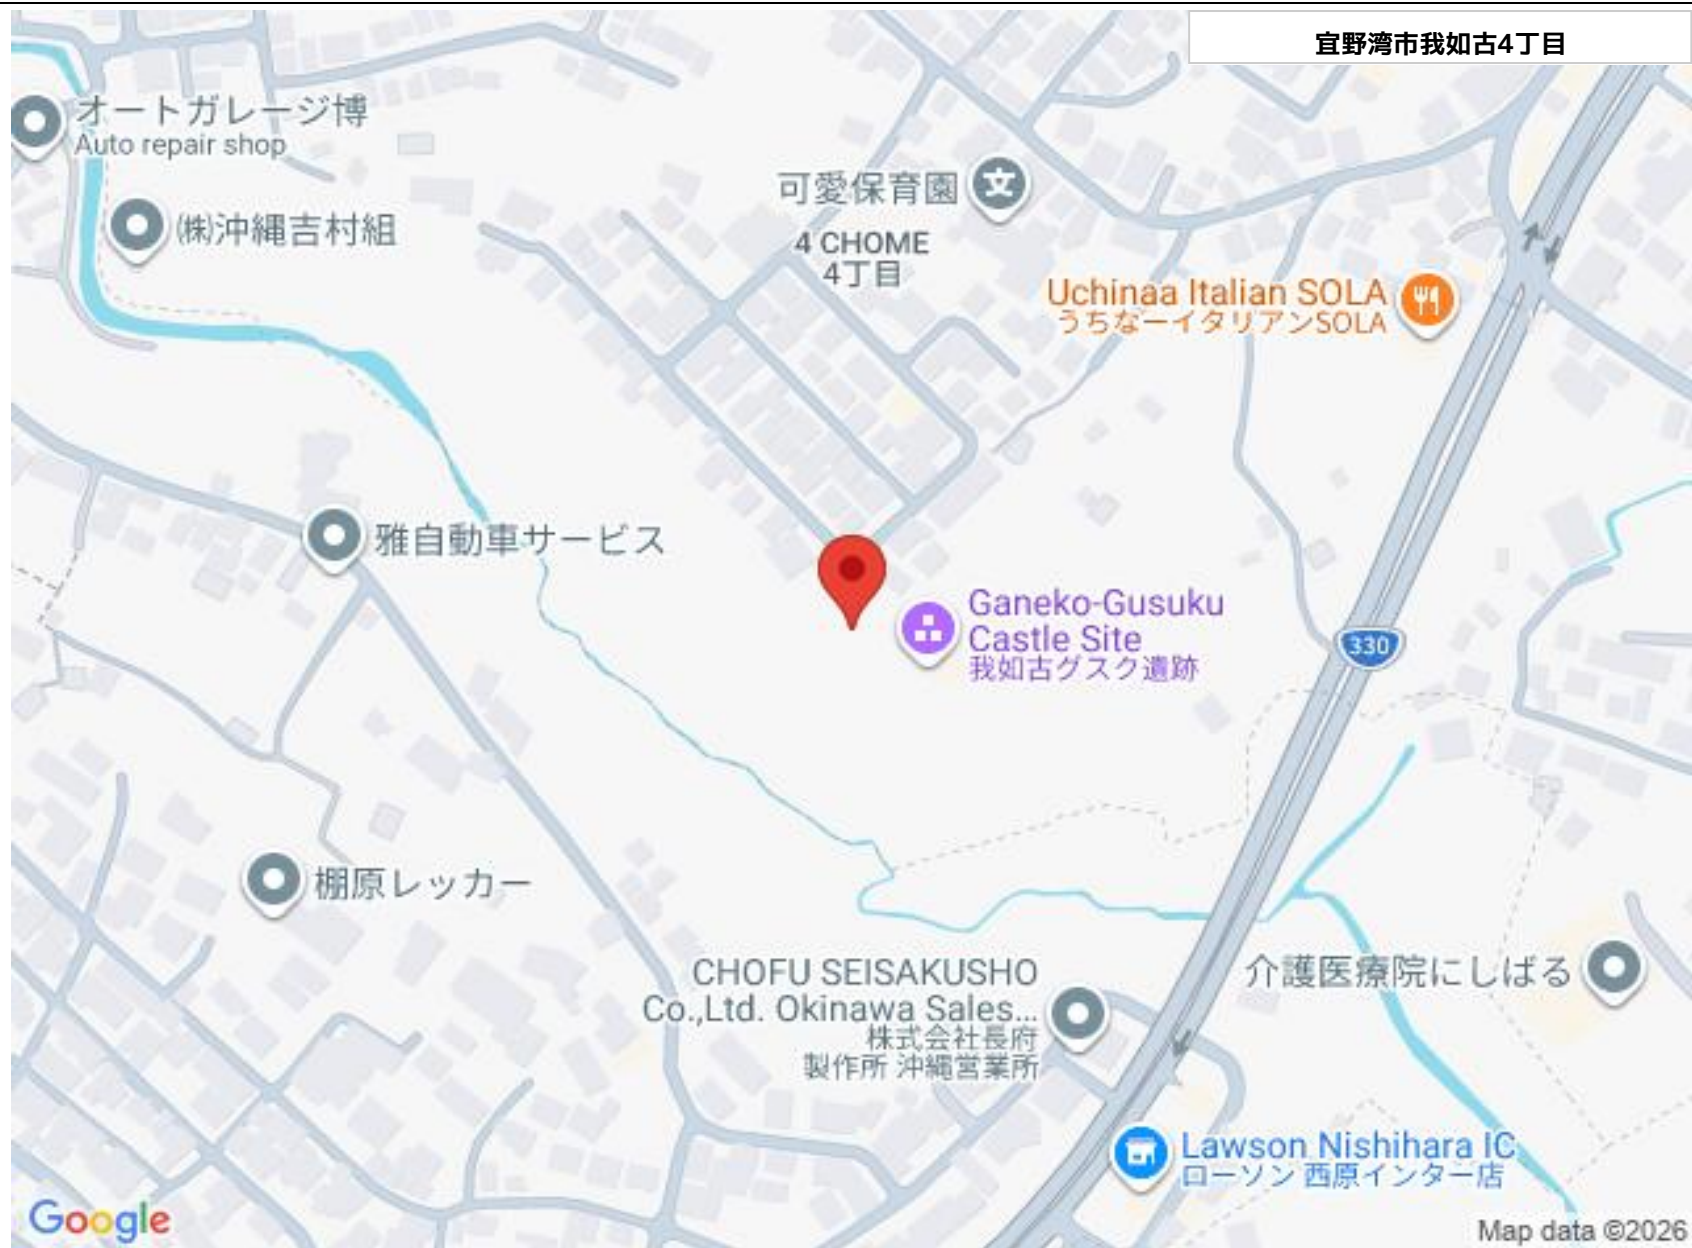 宜野湾市我如古4丁目
オートガレージ博
Auto repair shop
㈱沖縄吉村組
可愛保育園
文
4 CHOME
4丁目
Uchinaa Italian SOLA
うちなーイタリアンSOLA
雅自動車サービス
Ganeko-Gusuku
Castle Site
我如古グスク遺跡
330
棚原レッカー
CHOFU SEISAKUSHO
Co.,Ltd. Okinawa Sales...
株式会社長府
製作所 沖縄営業所
介護医療院にしばる
Lawson Nishihara IC
ローソン 西原インター店
Google
Map data ©2026